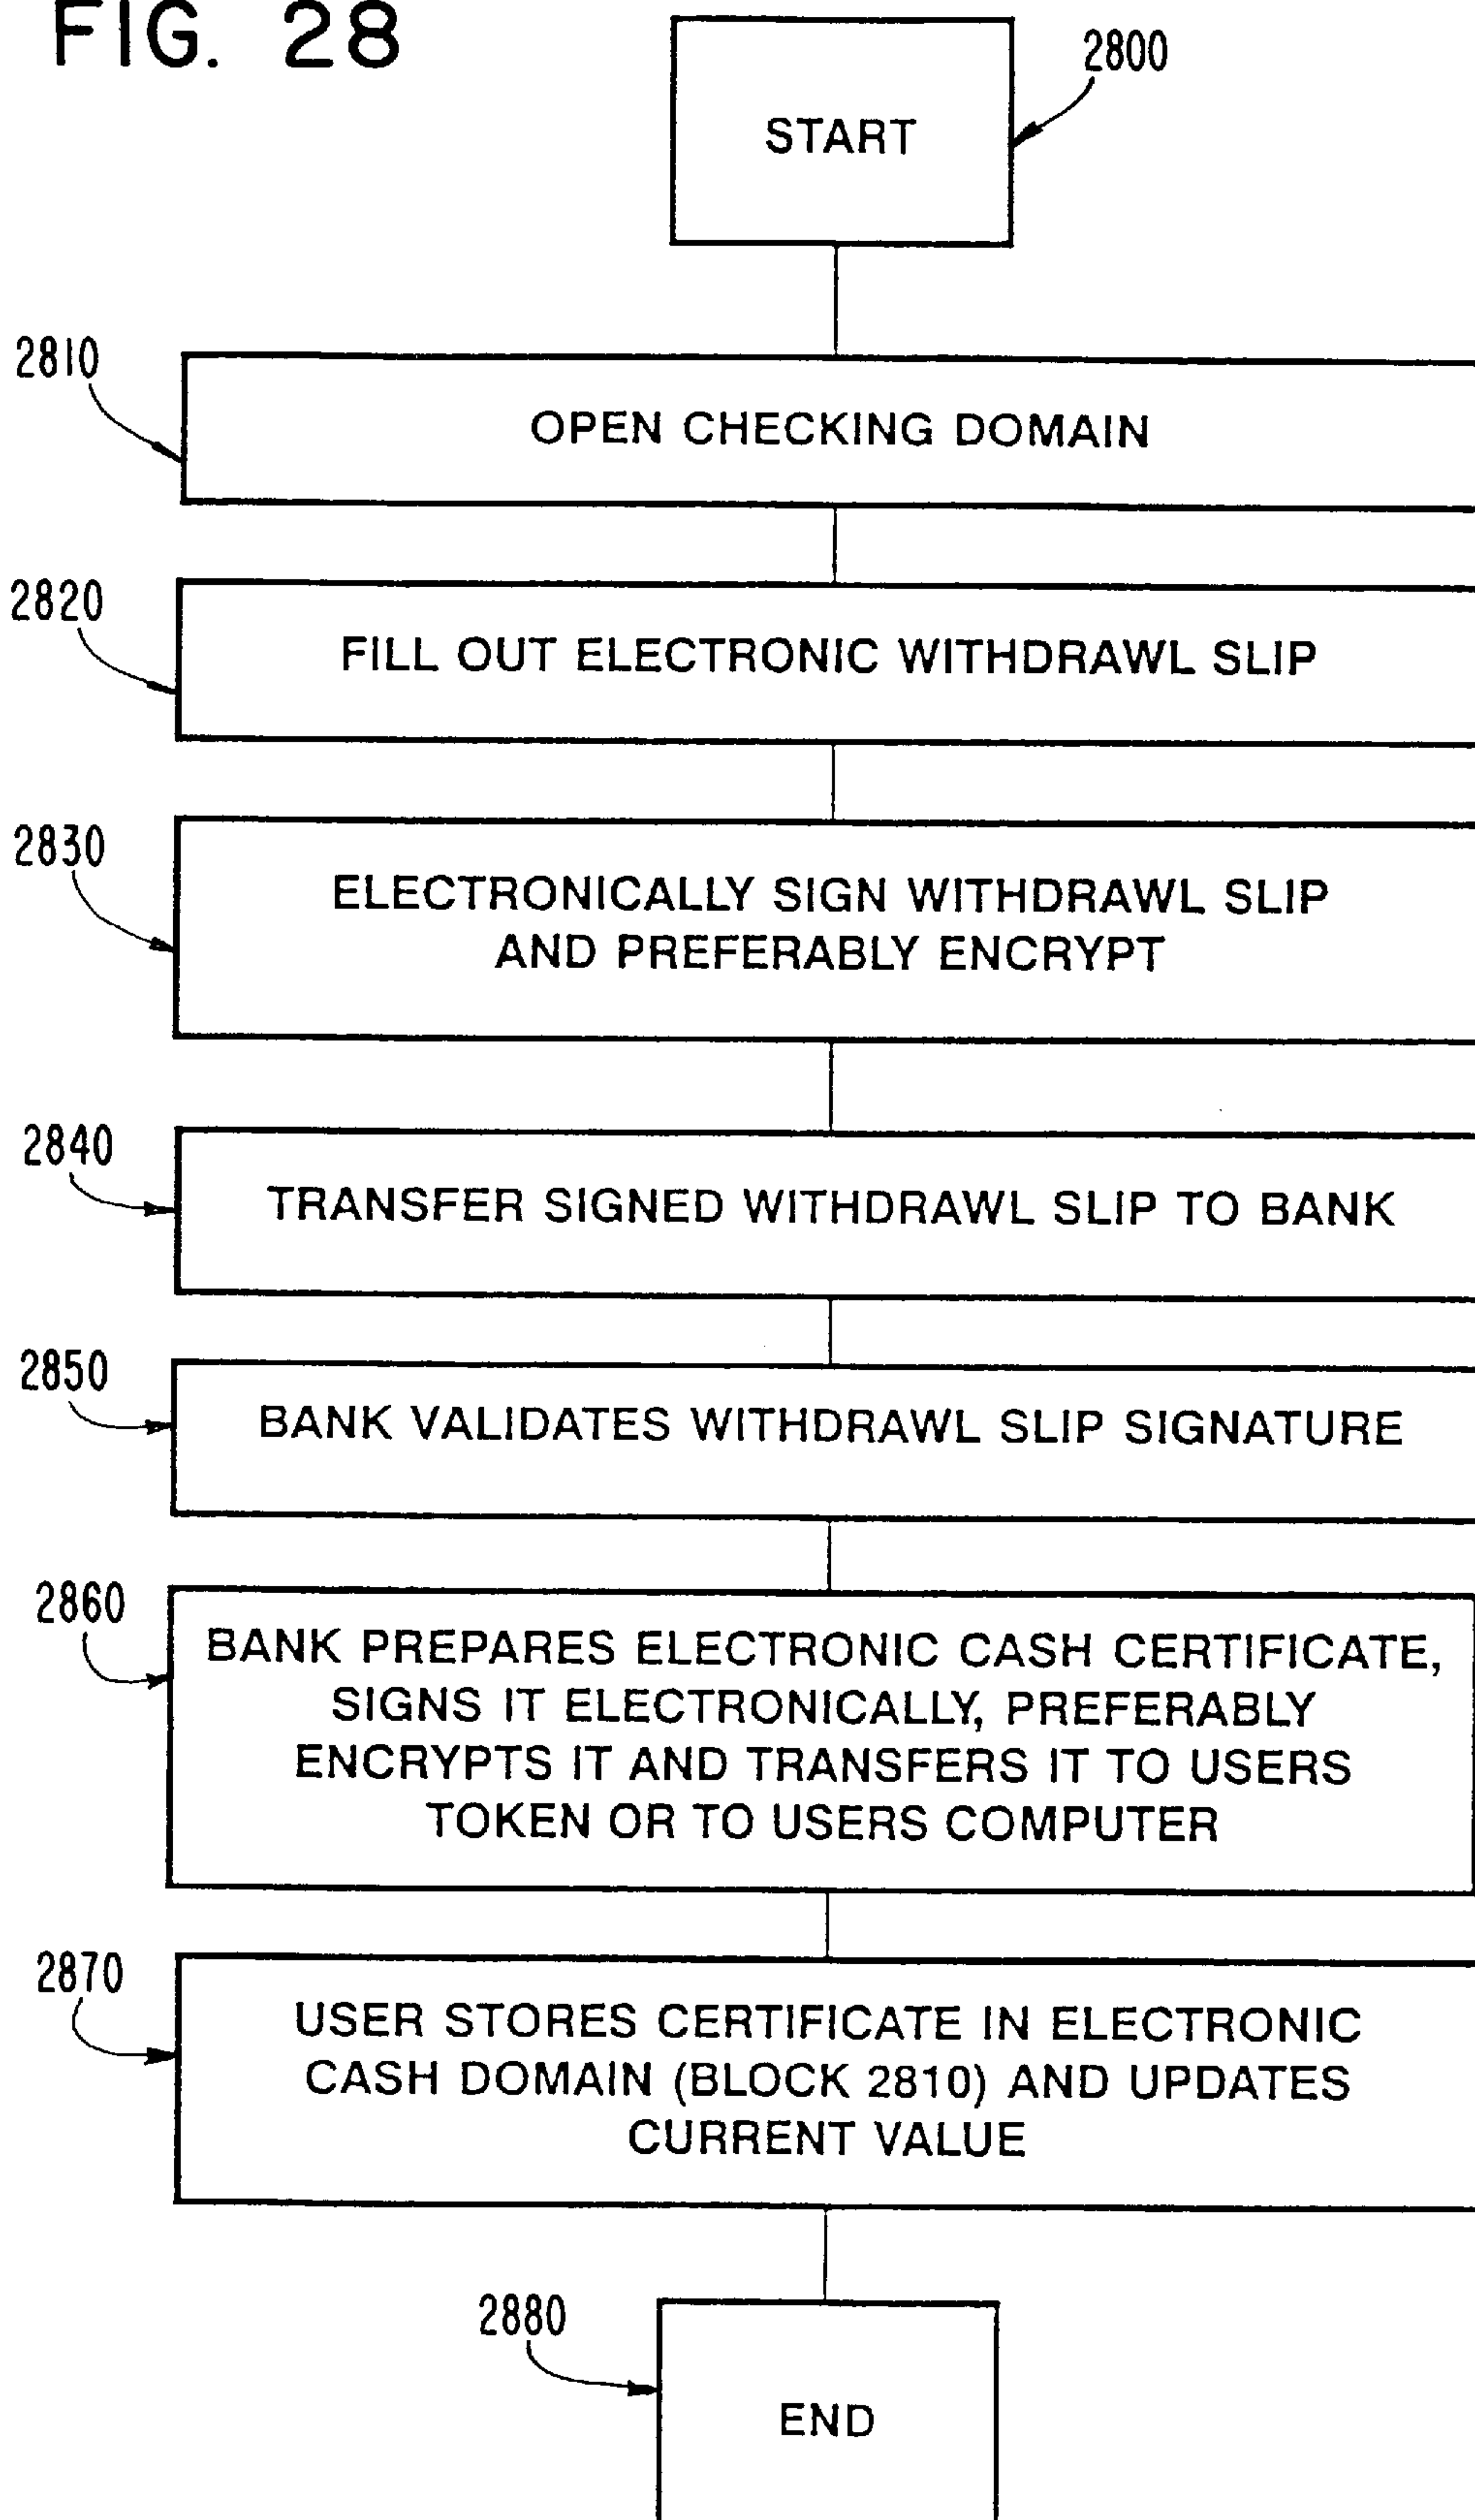 FIG. 28
2800
START
2810
OPEN CHECKING DOMAIN
2820
FILL OUT ELECTRONIC WITHDRAWL SLIP
2830
ELECTRONICALLY SIGN WITHDRAWL SLIP
AND PREFERABLY ENCRYPT
2840
TRANSFER SIGNED WITHDRAWL SLIP TO BANK
2850
BANK VALIDATES WITHDRAWL SLIP SIGNATURE
2860
BANK PREPARES ELECTRONIC CASH CERTIFICATE,
SIGNS IT ELECTRONICALLY, PREFERABLY
ENCRYPTS IT AND TRANSFERS IT TO USERS
TOKEN OR TO USERS COMPUTER
2870
USER STORES CERTIFICATE IN ELECTRONIC
CASH DOMAIN (BLOCK 2810) AND UPDATES
CURRENT VALUE
2880
END